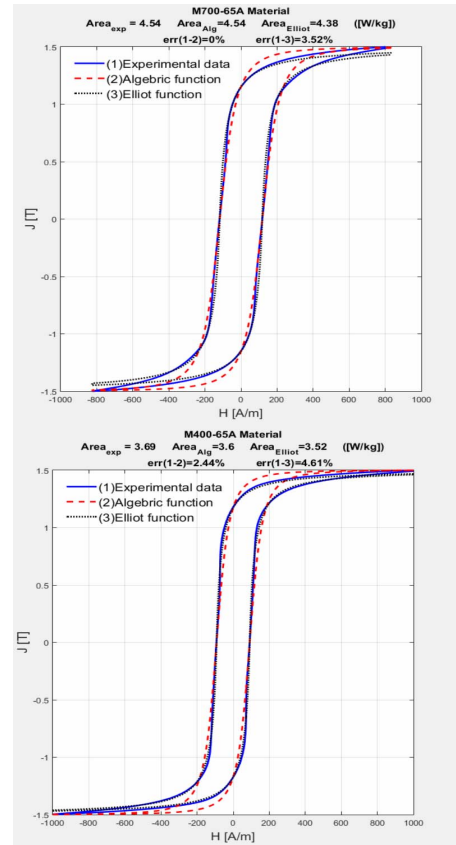 M700-65A Material
Area_exp = 4.54 Area_Alg=4.54 Area_Elliot=4.38 ([W/kg])
err(1-2)=0% err(1-3)=3.52%
1.5
(1)Experimental data
(2)Algebric function
(3)Elliot function
1
0.5
0
-0.5
-1
-1.5
J [T]
-1000 -800 -600 -400 -200 0 200 400 600 800 1000
H [A/m]
M400-65A Material
Area_exp = 3.69 Area_Alg=3.6 Area_Elliot=3.52 ([W/kg])
err(1-2)=2.44% err(1-3)=4.61%
1.5
(1)Experimental data
(2)Algebric function
(3)Elliot function
1
0.5
0
-0.5
-1
-1.5
J [T]
-1000 -800 -600 -400 -200 0 200 400 600 800 1000
H [A/m]